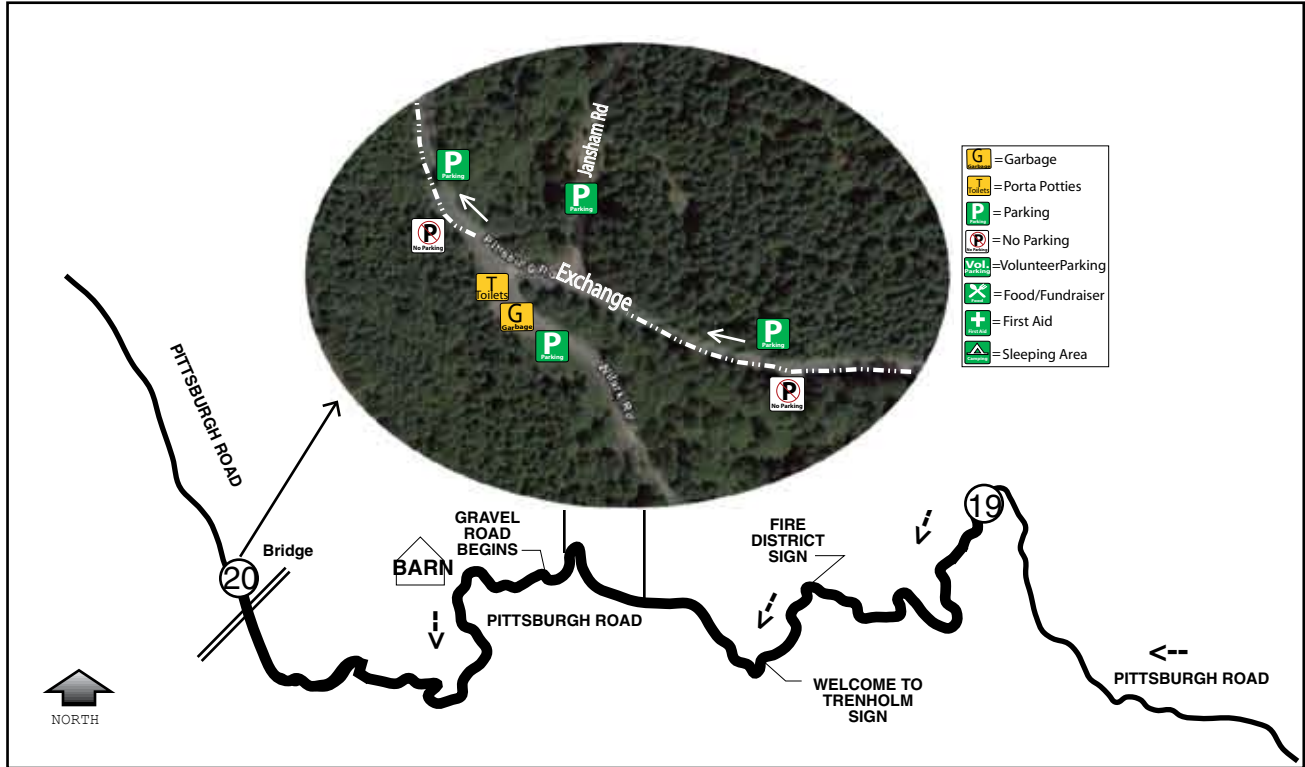 Jansham Rd
P
Parking
P
Parking
P
No Parking
Pittsburg Rd
Exchange
T
Toilets
G
Garbage
P
Parking
P
Parking
P
No Parking
G
Garbage
=Garbage
T
Toilets
=Porta Potties
P
Parking
=Parking
P
No Parking
=No Parking
Vol.
Parking
=VolunteerParking
Food
=Food/Fundraiser
First Aid
=First Aid
Camping
=Sleeping Area
PITTSBURGH ROAD
20
Bridge
BARN
GRAVEL
ROAD
BEGINS
PITTSBURGH ROAD
FIRE
DISTRICT
SIGN
19
WELCOME TO
TRENHOLM
SIGN
PITTSBURGH ROAD
NORTH